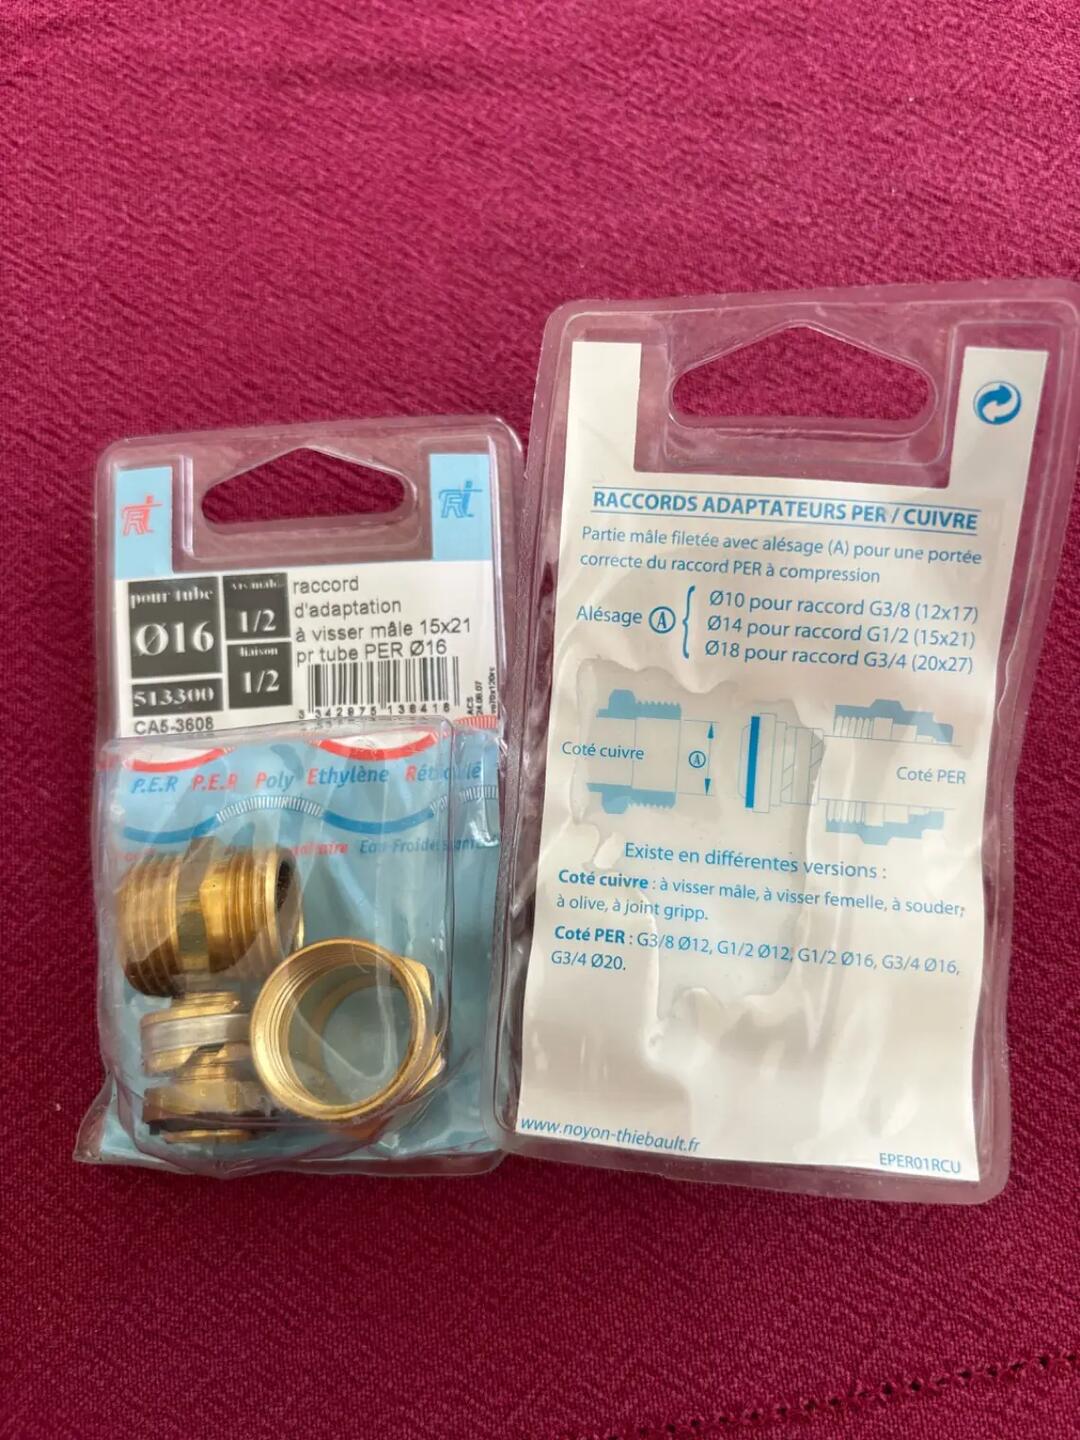 pour tube
Ø16
513300
CA5-3608
1/2
liaison
1/2
raccord
d'adaptation
à visser mâle 15x21
pr tube PER Ø16
ACS
P.E.R P.E.R Poly Ethylène
RACCORDS ADAPTATEURS PER / CUIVRE
Partie mâle filetée avec alésage (A) pour une portée
correcte du raccord PER à compression
Alésage A
Ø10 pour raccord G3/8 (12x17)
Ø14 pour raccord G1/2 (15x21)
Ø18 pour raccord G3/4 (20x27)
Coté cuivre
A
Coté PER
Existe en différentes versions :
Coté cuivre : à visser mâle, à visser femelle, à souder,
à olive, à joint gripp.
Coté PER : G3/8 Ø12, G1/2 Ø12, G1/2 Ø16, G3/4 Ø16,
G3/4 Ø20.
www.noyon-thiebault.fr
EPER01RCU